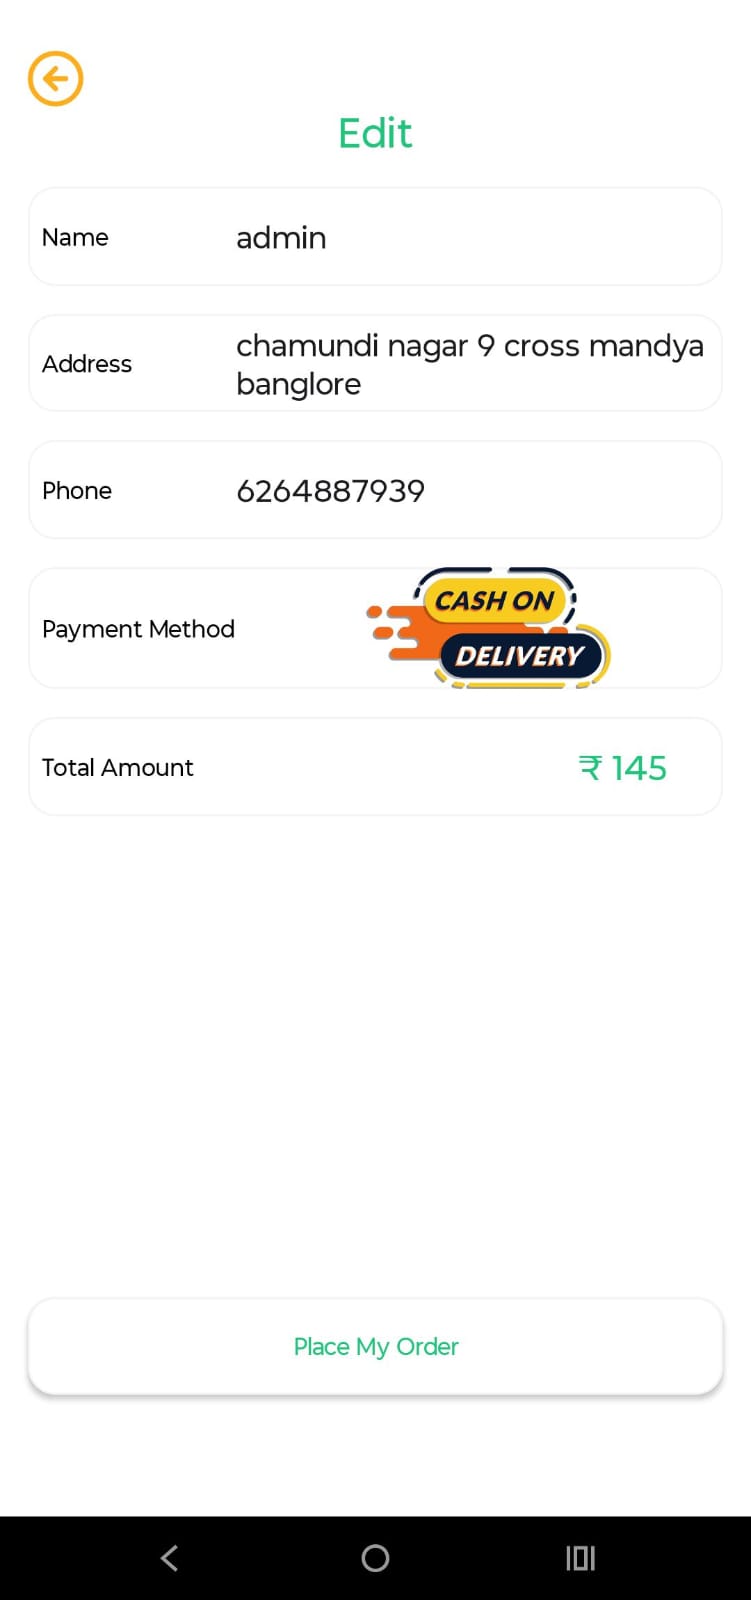 Edit
Name admin
Address chamundi nagar 9 cross mandya
banglore
Phone 6264887939
Payment Method CASH ON
DELIVERY
Total Amount ₹ 145
Place My Order